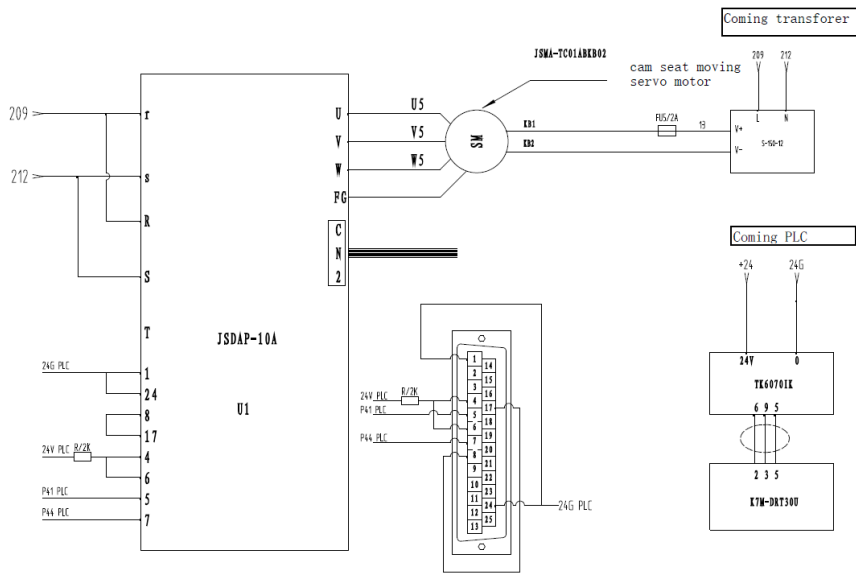 Coming transforer
JSMA-TC01ABKB02
209
212
cam seat moving
servo motor
209
r
U
U5
V
V5
SM
KB1
FU5/2A
13
L
N
V+
S-150-12
V-
KB2
212
s
W
W5
FG
R
C
N
2
Coming PLC
S
+24
24G
T
JSDAP-10A
U1
24V
0
TK6070IK
6 9 5
2 3 5
K7M-DRT30U
24G PLC
1
24
8
17
24V PLC
R/2K
4
6
P41 PLC
5
P44 PLC
7
24V PLC
R/2K
P41 PLC
P44 PLC
1
2
3
4
5
6
7
8
9
10
11
12
13
14
15
16
17
18
19
20
21
22
23
24
25
24G PLC